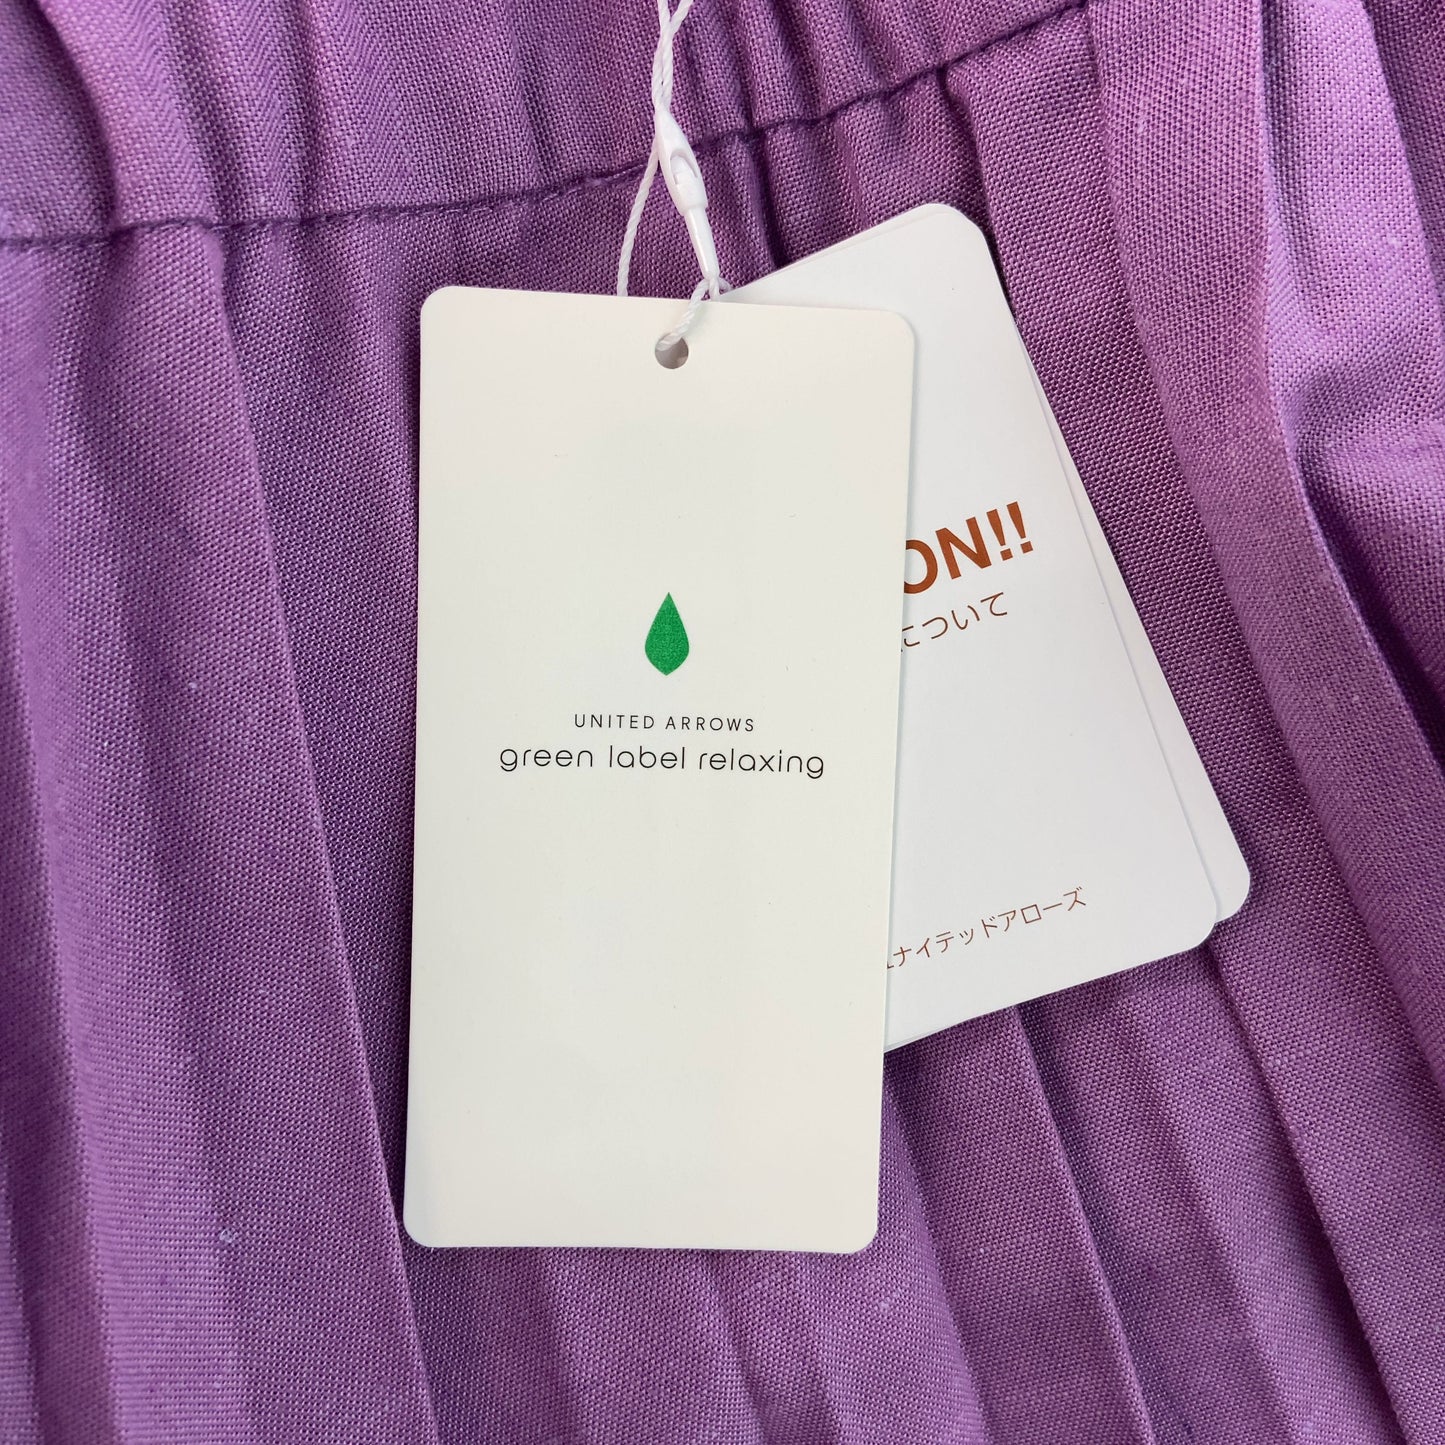 UNITED ARROWS
green label relaxing
ON!!
について
ナイテッドアローズ